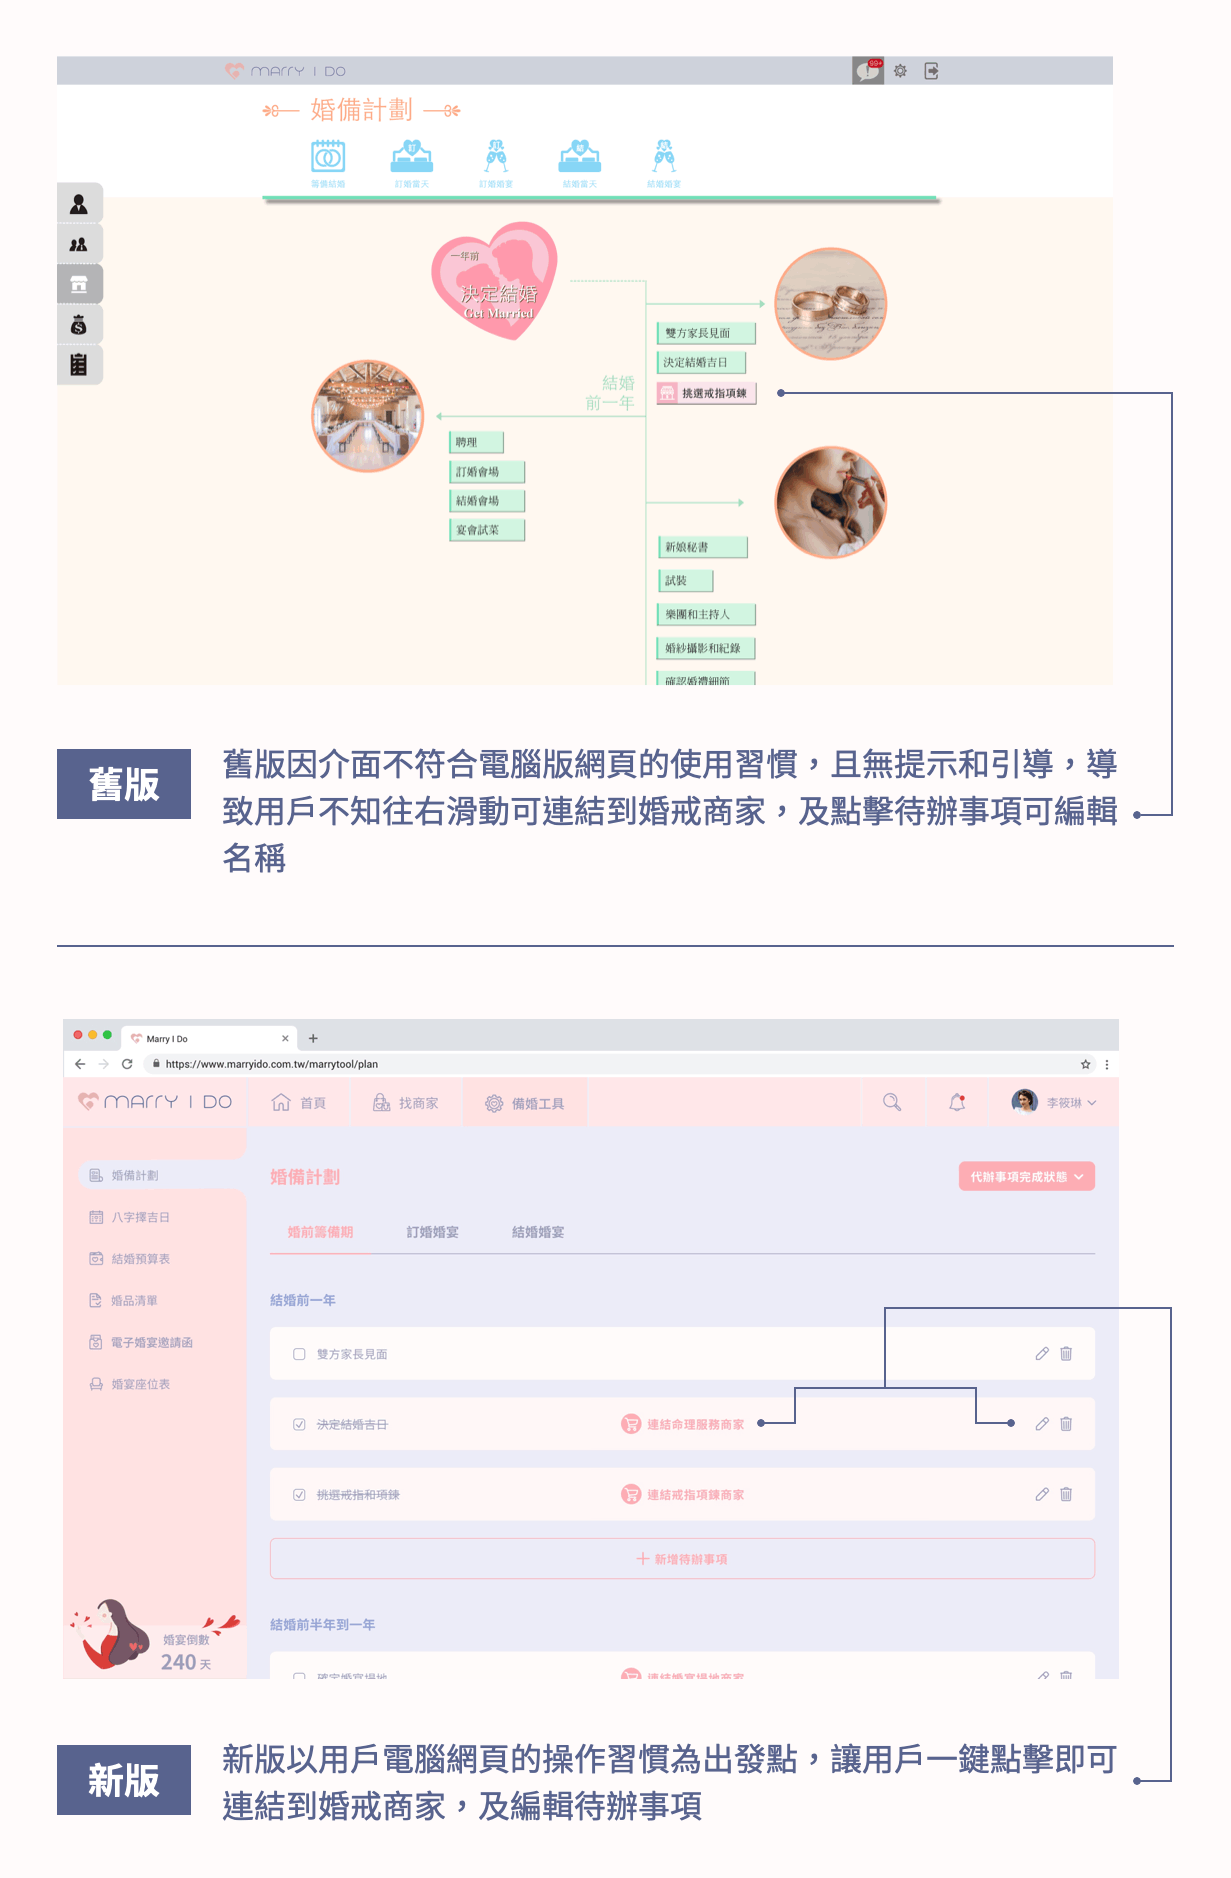 MARRY I DO
99+
婚備計劃
籌備結婚
訂婚當天
訂婚婚宴
結婚當天
結婚婚宴
一年前
決定結婚
Get Married
雙方家長見面
決定結婚吉日
挑選戒指項鍊
結婚
前一年
聘理
訂婚會場
結婚會場
宴會試菜
新娘秘書
試裝
樂團和主持人
婚紗攝影和紀錄
確認婚禮細節
舊版
舊版因介面不符合電腦版網頁的使用習慣,且無提示和引導,導
致用戶不知往右滑動可連結到婚戒商家,及點擊待辦事項可編輯
名稱
Marry I Do
https://www.marryido.com.tw/marrytool/plan
MARRY I DO
首頁
找商家
備婚工具
李筱琳
婚備計劃
八字擇吉日
結婚預算表
婚品清單
電子婚宴邀請函
婚宴座位表
婚備計劃
代辦事項完成狀態
婚前籌備期
訂婚婚宴
結婚婚宴
結婚前一年
雙方家長見面
決定結婚吉日
連結命理服務商家
挑選戒指和項鍊
連結戒指項鍊商家
新增待辦事項
結婚前半年到一年
確定婚宴場地
連結婚宴場地商家
婚宴倒數
240 天
新版
新版以用戶電腦網頁的操作習慣為出發點,讓用戶一鍵點擊即可
連結到婚戒商家,及編輯待辦事項